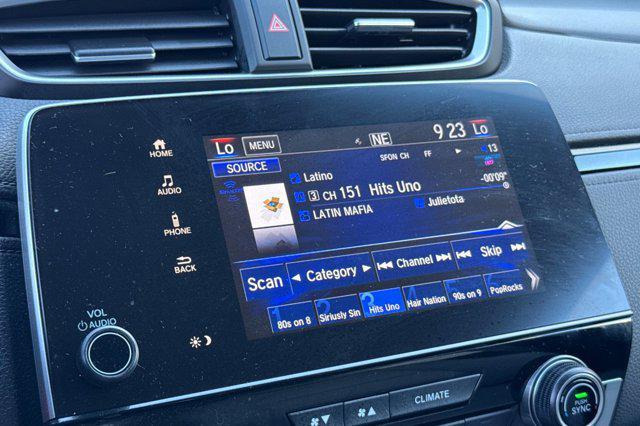 Lo MENU NE 9 23 Lo
SOURCE SFON CH FF 13
Latino -00'09"
3 CH 151 Hits Uno
LATIN MAFIA Julietota
Scan Category Channel Skip
1 80s on 8 2 Siriusly Sin 3 Hits Uno 4 Hair Nation 5 90s on 9 6 PopRocks
HOME
AUDIO
PHONE
BACK
VOL
AUDIO
CLIMATE
PUSH
SYNC